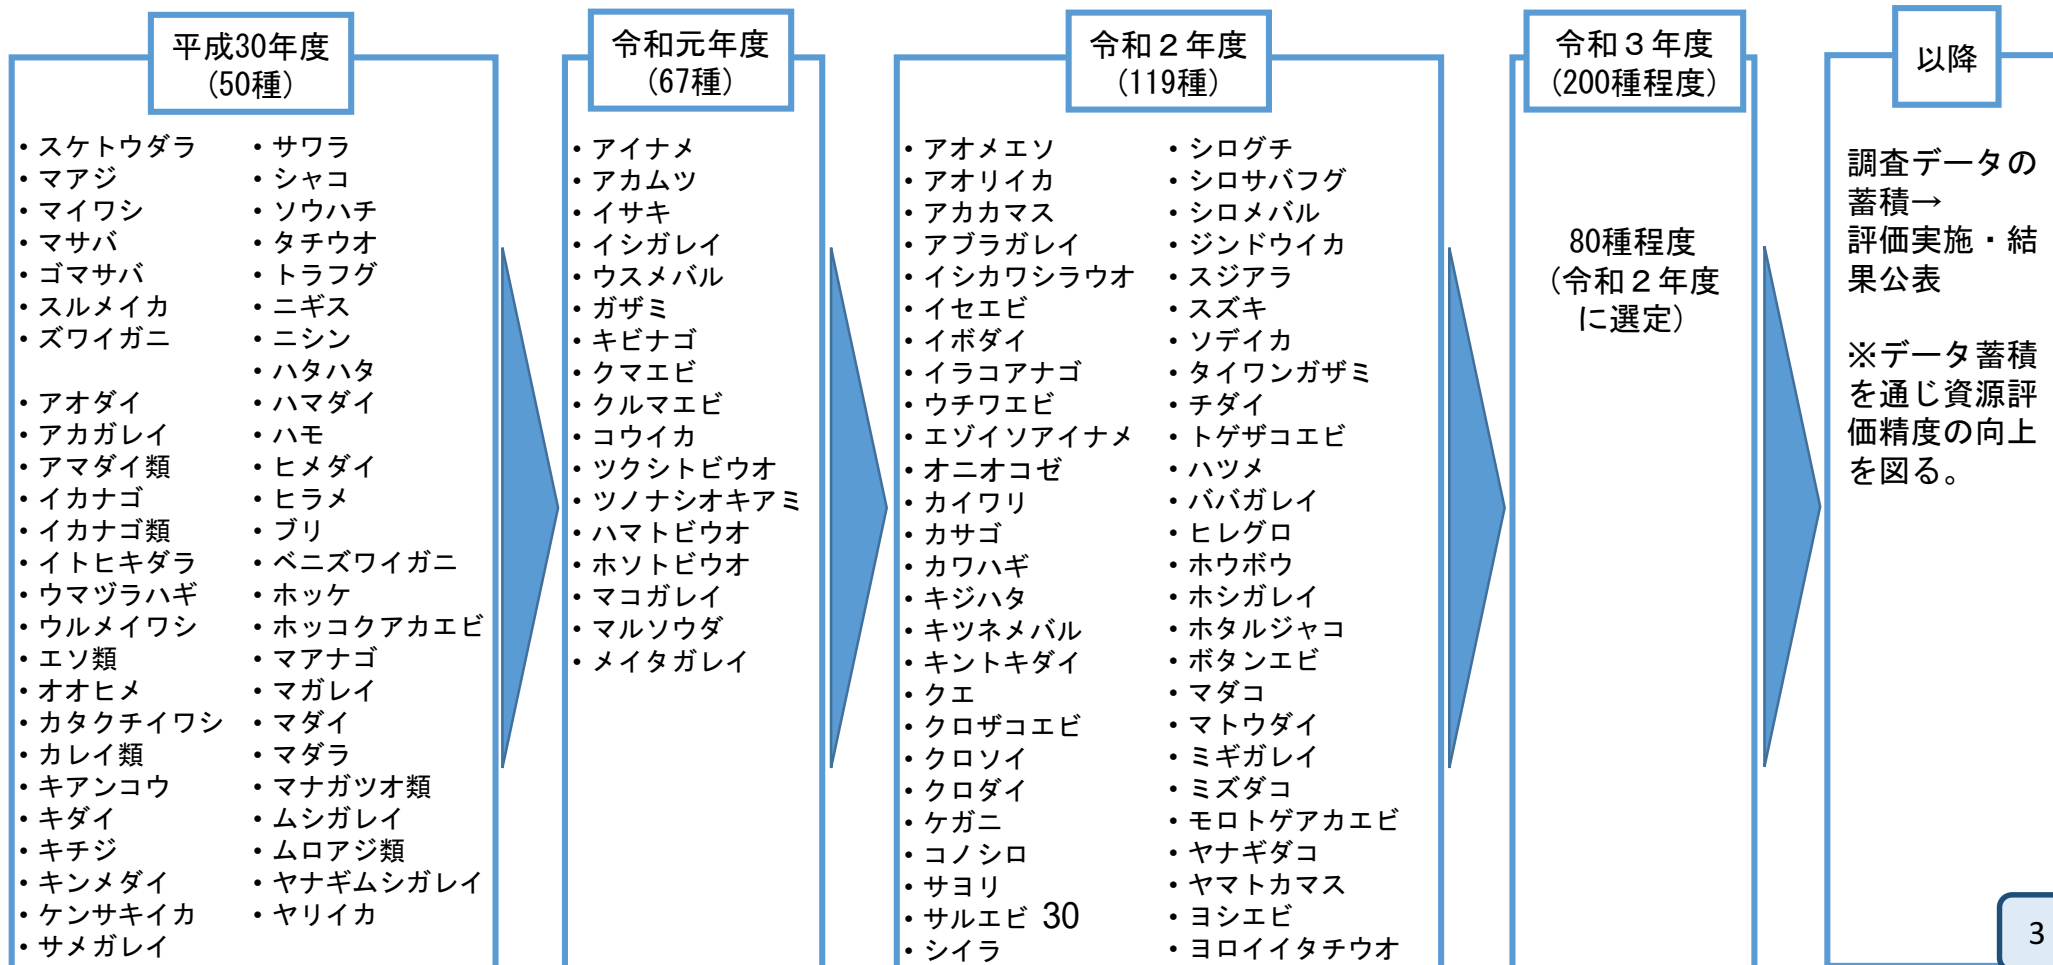 平成30年度
(50種)
・スケトウダラ
・マアジ
・マイワシ
・マサバ
・ゴマサバ
・スルメイカ
・ズワイガニ
・アオダイ
・アカガレイ
・アマダイ類
・イカナゴ
・イカナゴ類
・イトヒキダラ
・ウマヅラハギ
・ウルメイワシ
・エソ類
・オオヒメ
・カタクチイワシ
・カレイ類
・キアンコウ
・キダイ
・キチジ
・キンメダイ
・ケンサキイカ
・サメガレイ
・サワラ
・シャコ
・ソウハチ
・タチウオ
・トラフグ
・ニギス
・ニシン
・ハタハタ
・ハマダイ
・ハモ
・ヒメダイ
・ヒラメ
・ブリ
・ベニズワイガニ
・ホッケ
・ホッコクアカエビ
・マアナゴ
・マガレイ
・マダイ
・マダラ
・マナガツオ類
・ムシガレイ
・ムロアジ類
・ヤナギムシガレイ
・ヤリイカ
令和元年度
(67種)
・アイナメ
・アカムツ
・イサキ
・イシガレイ
・ウスメバル
・ガザミ
・キビナゴ
・クマエビ
・クルマエビ
・コウイカ
・ツクシトビウオ
・ツノナシオキアミ
・ハマトビウオ
・ホソトビウオ
・マコガレイ
・マルソウダ
・メイタガレイ
令和２年度
(119種)
・アオメエソ
・アオリイカ
・アカカマス
・アブラガレイ
・イシカワシラウオ
・イセエビ
・イボダイ
・イラコアナゴ
・ウチワエビ
・エゾイソアイナメ
・オニオコゼ
・カイワリ
・カサゴ
・カワハギ
・キジハタ
・キツネメバル
・キントキダイ
・クエ
・クロザコエビ
・クロソイ
・クロダイ
・ケガニ
・コノシロ
・サヨリ
・サルエビ 30
・シイラ
・シログチ
・シロサバフグ
・シロメバル
・ジンドウイカ
・スジアラ
・スズキ
・ソデイカ
・タイワンガザミ
・チダイ
・トゲザコエビ
・ハツメ
・ババガレイ
・ヒレグロ
・ホウボウ
・ホシガレイ
・ホタルジャコ
・ボタンエビ
・マダコ
・マトウダイ
・ミギガレイ
・ミズダコ
・モロトゲアカエビ
・ヤナギダコ
・ヤマトカマス
・ヨシエビ
・ヨロイイタチウオ
令和３年度
(200種程度)
80種程度
(令和２年度
に選定)
以降
調査データの
蓄積→
評価実施・結
果公表
※データ蓄積
を通じ資源評
価精度の向上
を図る。
3